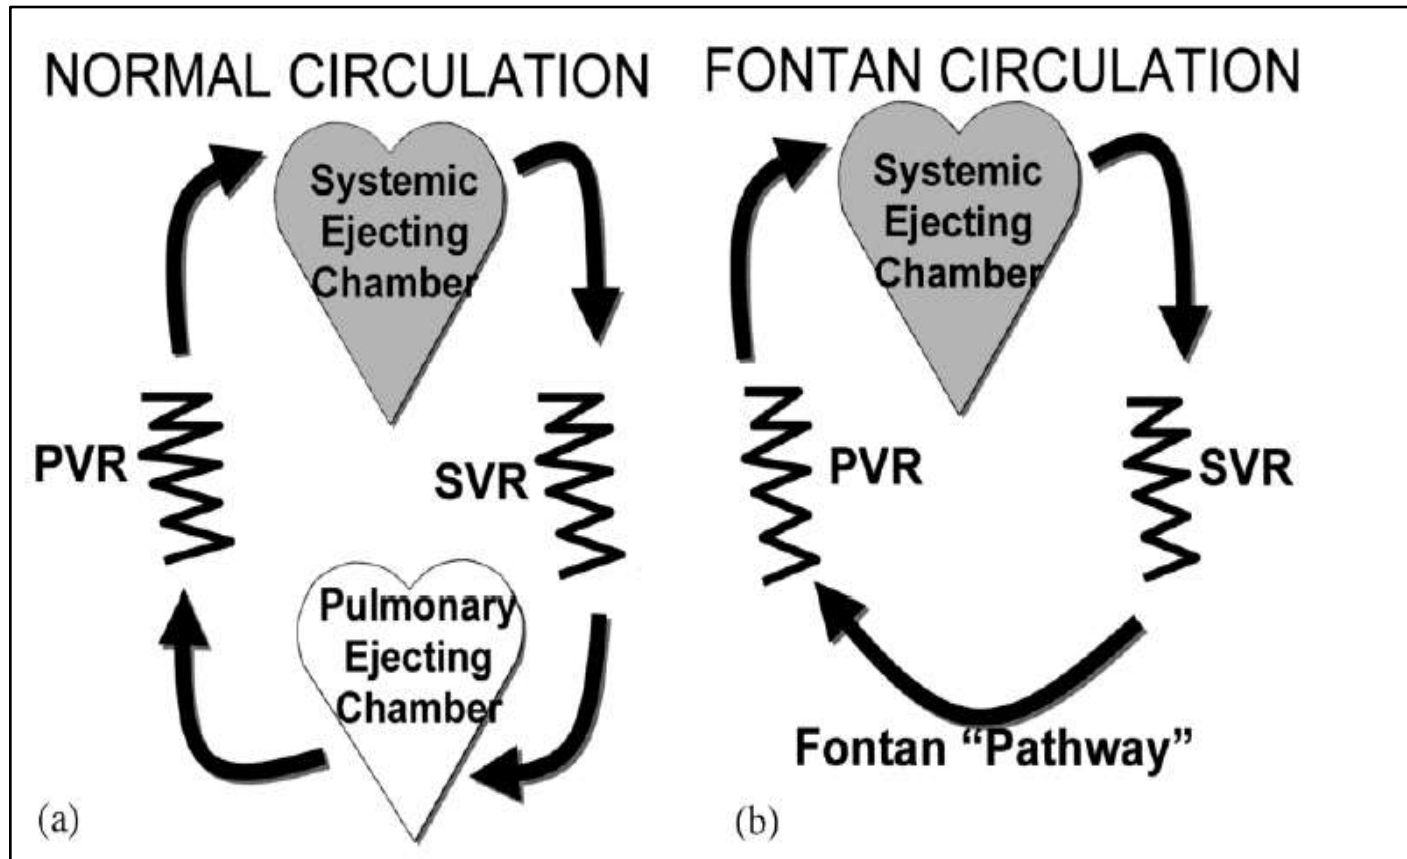 NORMAL CIRCULATION
Systemic
Ejecting
Chamber
PVR
SVR
Pulmonary
Ejecting
Chamber
(a)
FONTAN CIRCULATION
Systemic
Ejecting
Chamber
PVR
SVR
Fontan “Pathway”
(b)